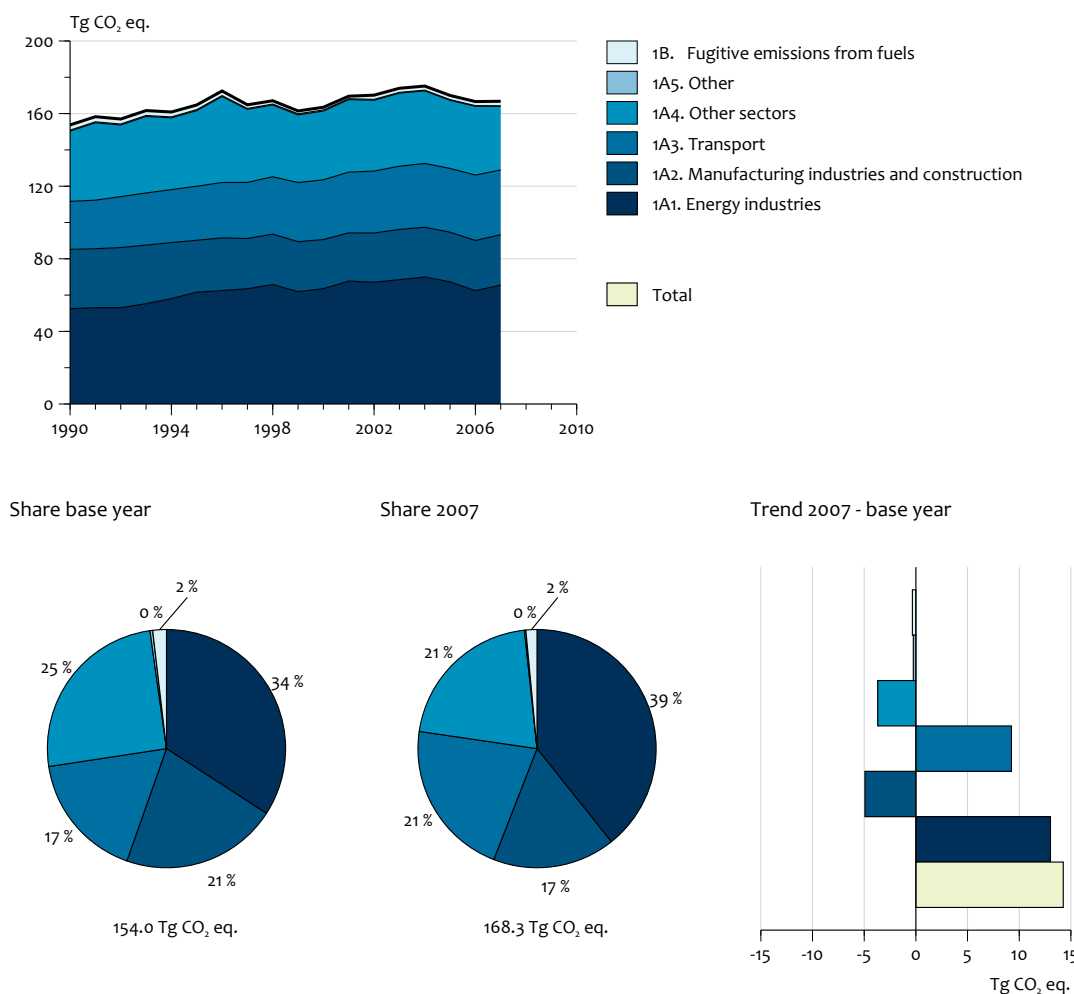 Tg CO₂ eq.
200
160
120
80
40
0
1990
1994
1998
2002
2006
2010
1B. Fugitive emissions from fuels
1A5. Other
1A4. Other sectors
1A3. Transport
1A2. Manufacturing industries and construction
1A1. Energy industries
Total
Share base year
2 %
0 %
25 %
34 %
17 %
21 %
154.0 Tg CO₂ eq.
Share 2007
2 %
0 %
21 %
39 %
21 %
17 %
168.3 Tg CO₂ eq.
Trend 2007 - base year
-15
-10
-5
0
5
10
15
Tg CO₂ eq.